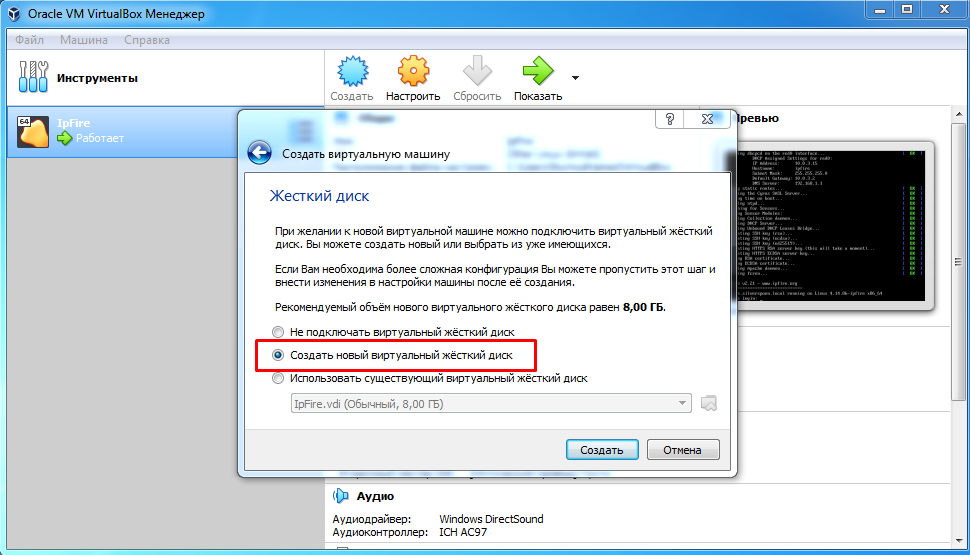 Oracle VM VirtualBox Менеджер
Файл Машина Справка
Инструменты
Создать Настроить Сбросить Показать
64 IpFire
Работает
Превью
Создать виртуальную машину
Жесткий диск
При желании к новой виртуальной машине можно подключить виртуальный жёсткий
диск. Вы можете создать новый или выбрать из уже имеющихся.
Если Вам необходима более сложная конфигурация Вы можете пропустить этот шаг и
внести изменения в настройки машины после её создания.
Рекомендуемый объём нового виртуального жёсткого диска равен 8,00 ГБ.
Не подключать виртуальный жёсткий диск
Создать новый виртуальный жёсткий диск
Использовать существующий виртуальный жёсткий диск
IpFire.vdi (Обычный, 8,00 ГБ)
Создать Отмена
Аудио
Аудиодрайвер: Windows DirectSound
Аудиоконтроллер: ICH AC97